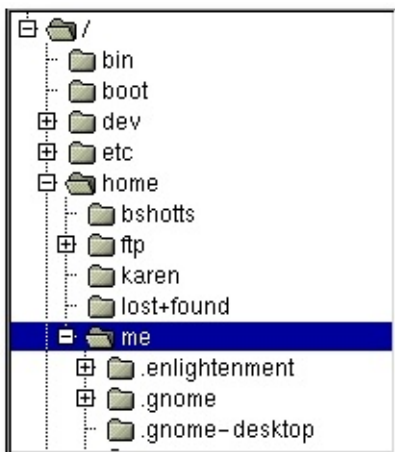 /
bin
boot
dev
etc
home
bshotts
ftp
karen
lost+found
me
.enlightenment
.gnome
.gnome-desktop